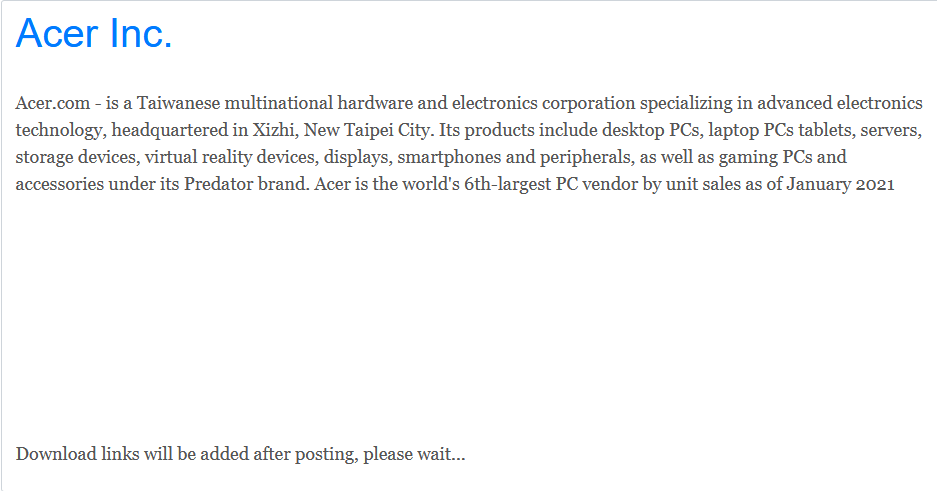 Acer Inc.
Acer.com - is a Taiwanese multinational hardware and electronics corporation specializing in advanced electronics
technology, headquartered in Xizhi, New Taipei City. Its products include desktop PCs, laptop PCs tablets, servers,
storage devices, virtual reality devices, displays, smartphones and peripherals, as well as gaming PCs and
accessories under its Predator brand. Acer is the world's 6th-largest PC vendor by unit sales as of January 2021
Download links will be added after posting, please wait...